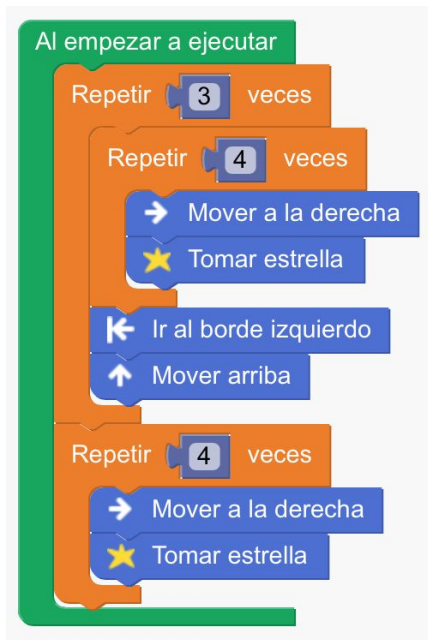 Al empezar a ejecutar
Repetir 3 veces
Repetir 4 veces
Mover a la derecha
Tomar estrella
Ir al borde izquierdo
Mover arriba
Repetir 4 veces
Mover a la derecha
Tomar estrella